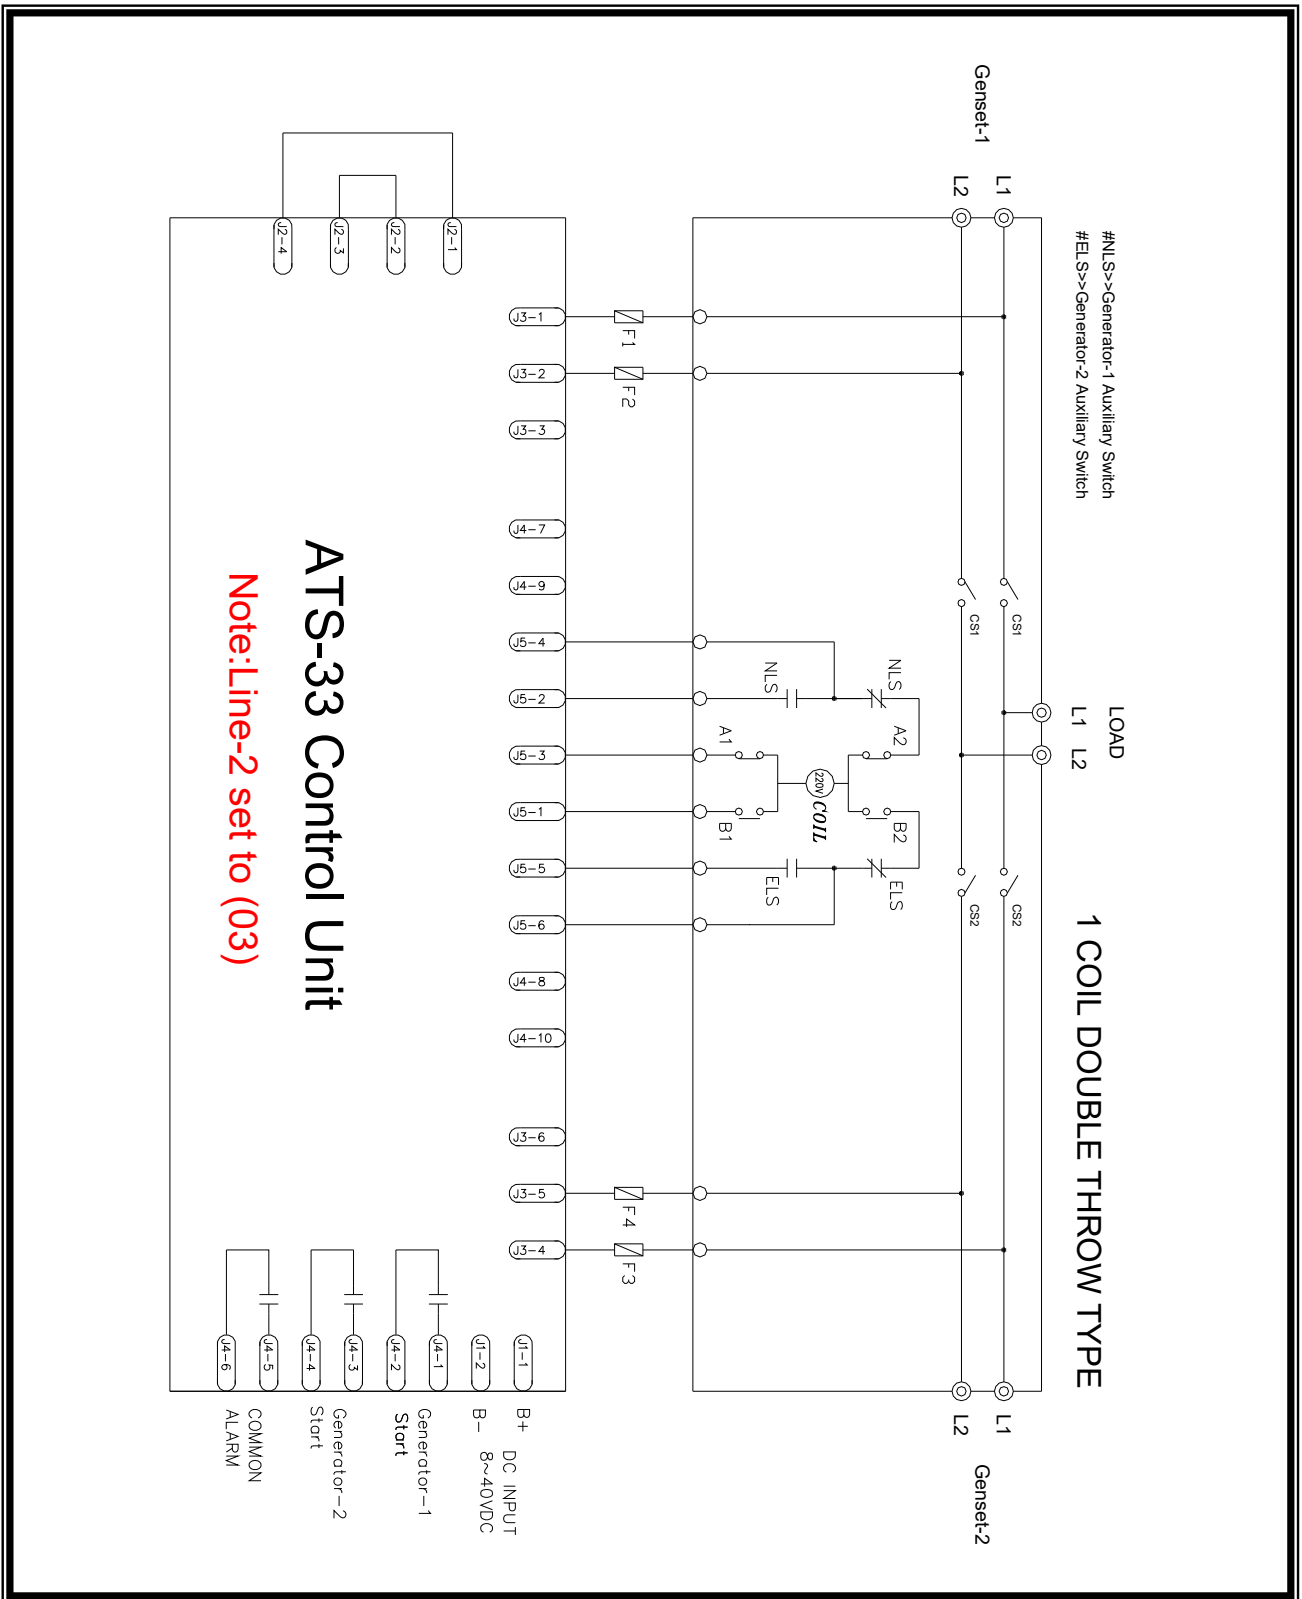 1 COIL DOUBLE THROW TYPE
#NLS>>Generator-1 Auxiliary Switch
#ELS>>Generator-2 Auxiliary Switch
LOAD
L1 L2
Genset-1
L1
L2
CS1
CS1
CS2
CS2
L1
L2
Genset-2
NLS
A2
B2
ELS
220V
COIL
NLS
A1
B1
ELS
F1
F2
F4
F3
J3-1
J3-2
J3-3
J4-7
J4-9
J5-4
J5-2
J5-3
J5-1
J5-5
J5-6
J4-8
J4-10
J3-6
J3-5
J3-4
J2-1
J2-2
J2-3
J2-4
ATS-33 Control Unit
Note:Line-2 set to (03)
J1-1
B+
J1-2
B-
DC INPUT
8~40VDC
J4-1
J4-2
Generator-1
Start
J4-3
J4-4
Generator-2
Start
J4-5
J4-6
COMMON
ALARM